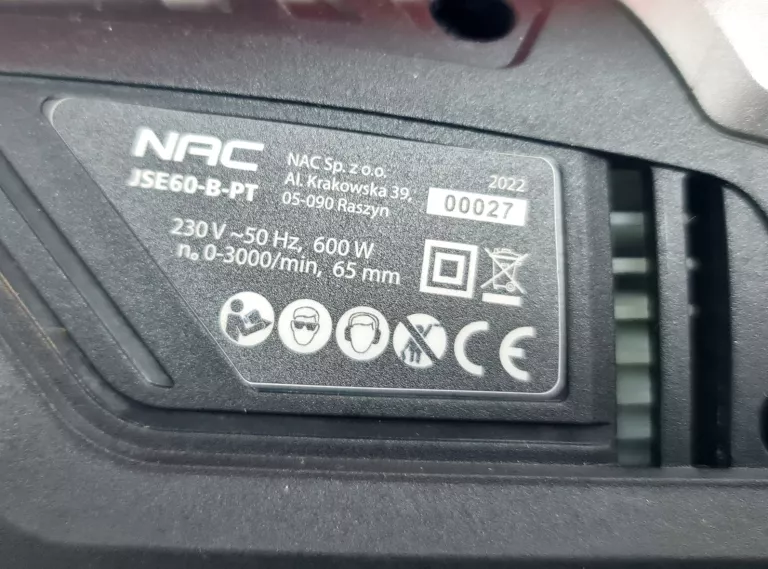 NAC
JSE60-B-PT
NAC Sp. z o.o.
Al. Krakowska 39,
05-090 Raszyn
2022
00027
230 V ~50 Hz, 600 W
n₀ 0-3000/min, 65 mm
CE